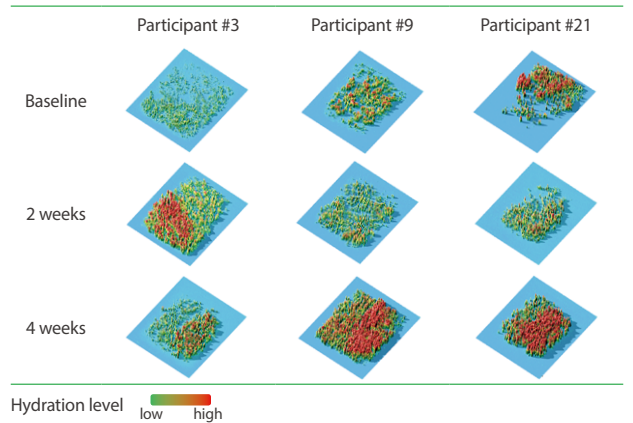 Participant #3 Participant #9 Participant #21
Baseline
2 weeks
4 weeks
Hydration level
low high